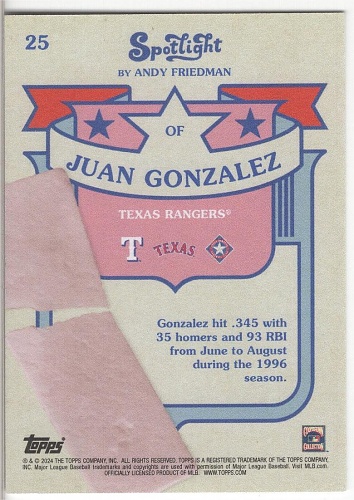 25
Spotlight
BY ANDY FRIEDMAN
OF
JUAN GONZALEZ
TEXAS RANGERS®
T TEXAS
Gonzalez hit .345 with
35 homers and 93 RBI
from June to August
during the 1996
season.
topps®
® & © 2024 THE TOPPS COMPANY, INC. ALL RIGHTS RESERVED. TOPPS IS A REGISTERED TRADEMARK OF THE TOPPS COMPANY,
INC. Major League Baseball trademarks and copyrights are used with permission of Major League Baseball. Visit MLB.com.
OFFICIALLY LICENSED PRODUCT OF MLB. WWW.TOPPS.COM